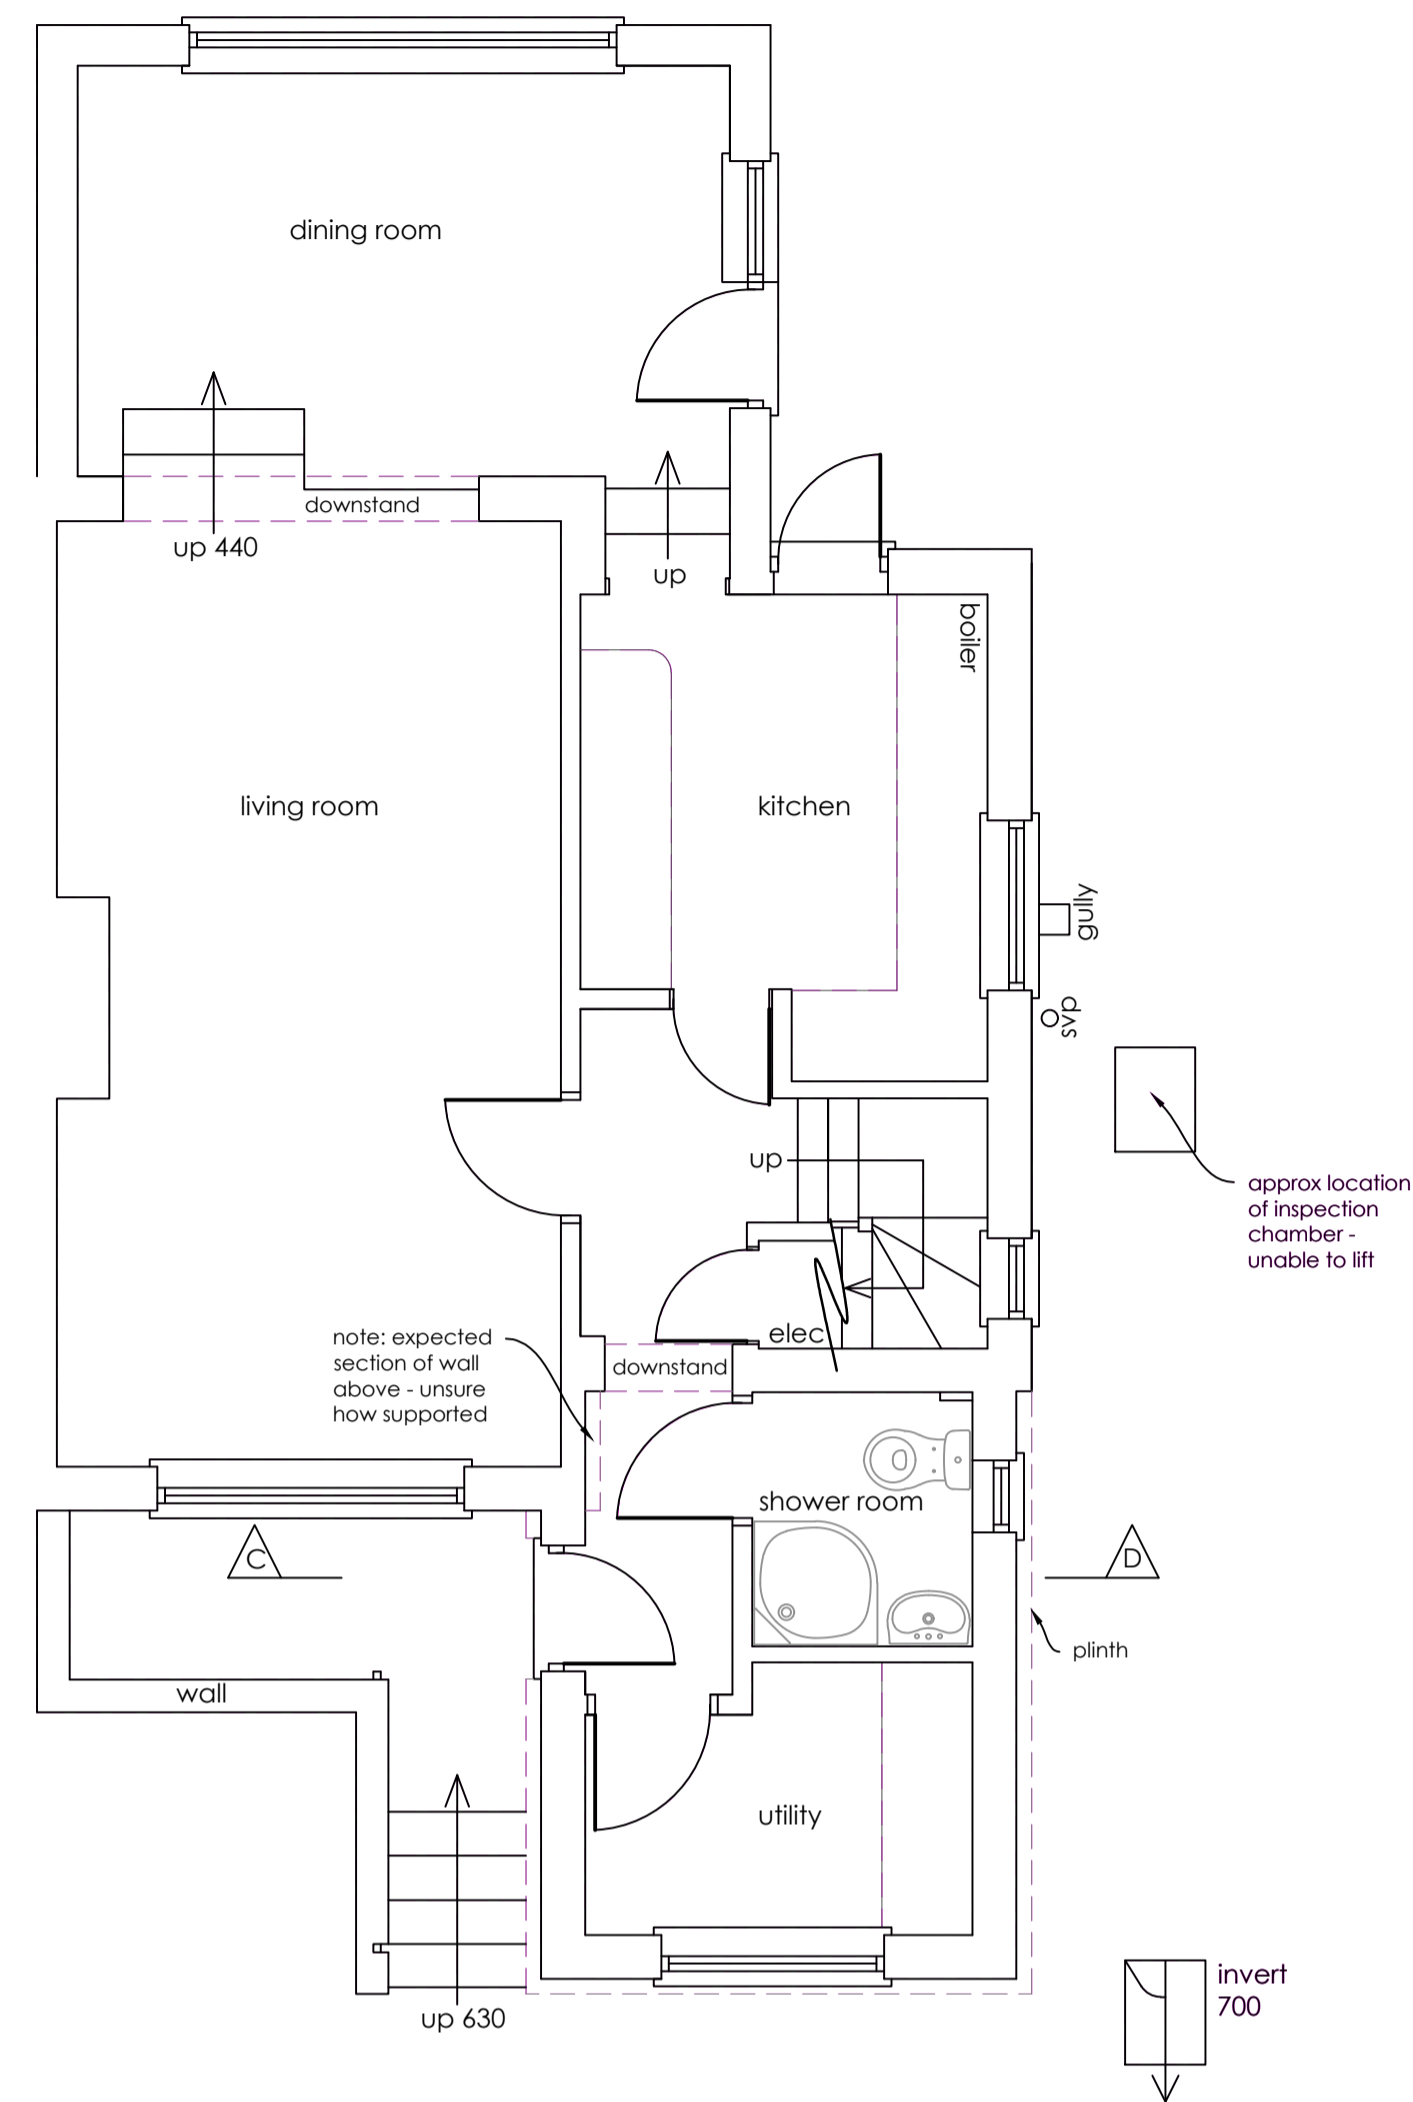 dining room
downstand
up 440
up
boiler
living room
kitchen
gully
svp
up
approx location
of inspection
chamber -
unable to lift
elec
note: expected
section of wall
above - unsure
how supported
downstand
shower room
C
D
plinth
wall
utility
invert
700
up 630